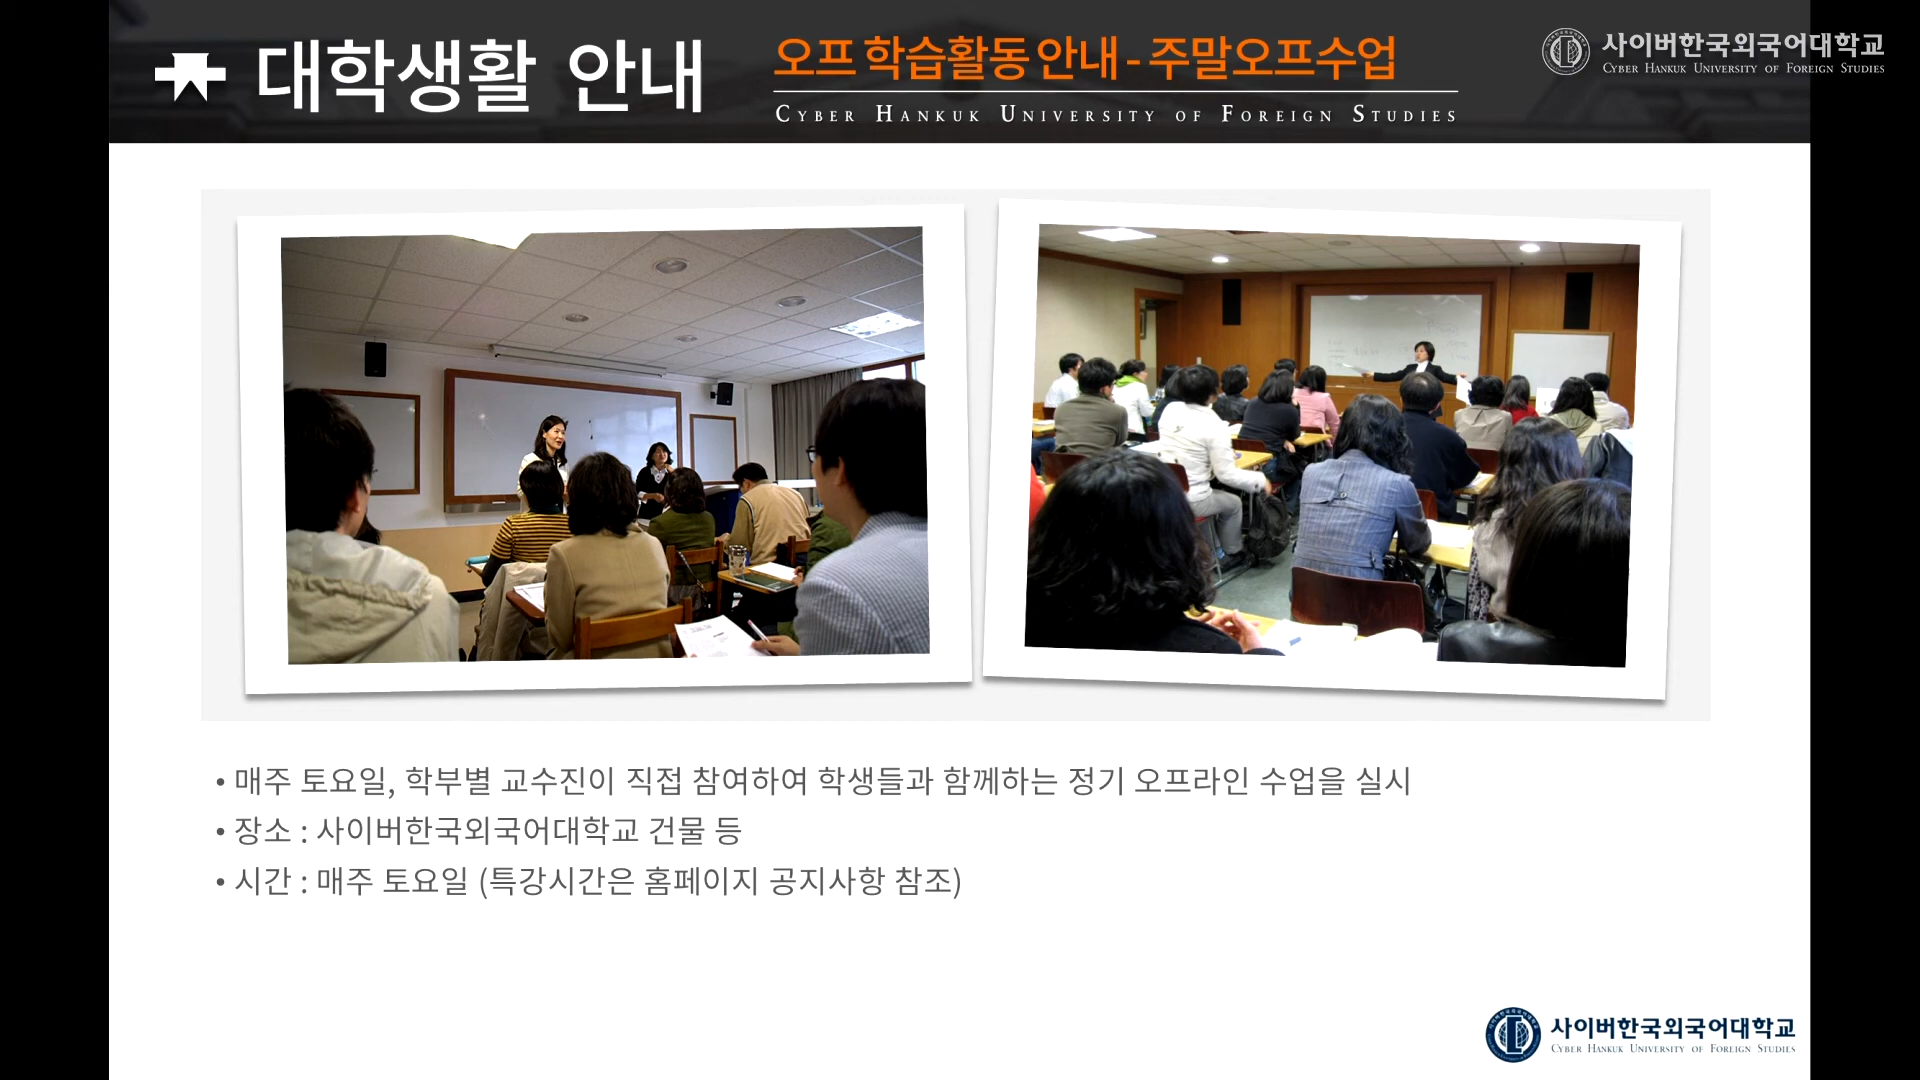 대학생활 안내
오프 학습활동 안내 - 주말오프수업
CYBER HANKUK UNIVERSITY OF FOREIGN STUDIES
사이버한국외국어대학교
CYBER HANKUK UNIVERSITY OF FOREIGN STUDIES
• 매주 토요일, 학부별 교수진이 직접 참여하여 학생들과 함께하는 정기 오프라인 수업을 실시
• 장소 : 사이버한국외국어대학교 건물 등
• 시간 : 매주 토요일 (특강시간은 홈페이지 공지사항 참조)
사이버한국외국어대학교
CYBER HANKUK UNIVERSITY OF FOREIGN STUDIES